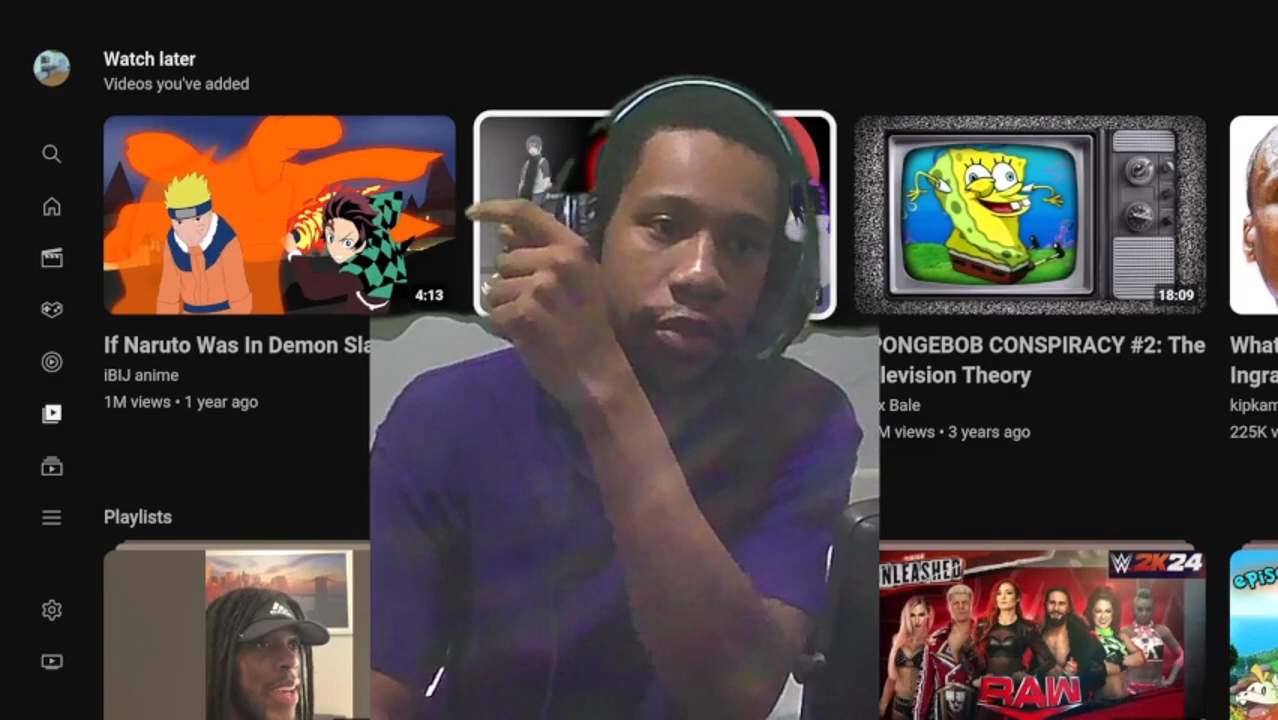 Watch later
Videos you've added
4:13
18:09
If Naruto Was In Demon Sla
iBIJ anime
1M views • 1 year ago
PONGEBOB CONSPIRACY #2: The
levision Theory
x Bale
M views • 3 years ago
What
Ingra
kipkam
225K v
Playlists
UNLEASHED
W 2K24
RAW
episo